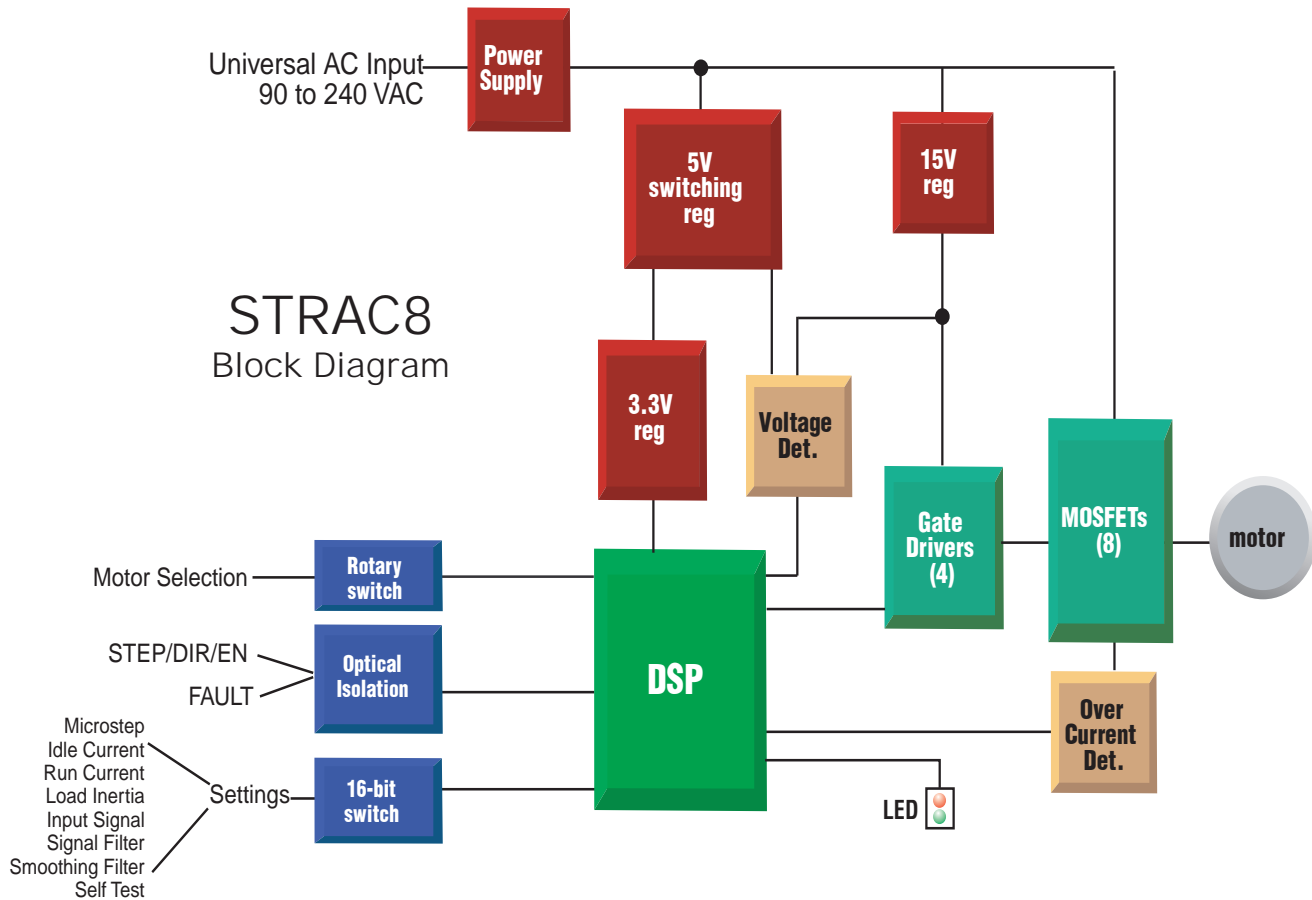 Universal AC Input
90 to 240 VAC
Power
Supply
5V
switching
reg
15V
reg
STRAC8
Block Diagram
3.3V
reg
Voltage
Det.
Gate
Drivers
(4)
MOSFETs
(8)
motor
Motor Selection
Rotary
switch
STEP/DIR/EN
FAULT
Optical
Isolation
DSP
Over
Current
Det.
Microstep
Idle Current
Run Current
Load Inertia
Input Signal
Signal Filter
Smoothing Filter
Self Test
Settings
16-bit
switch
LED